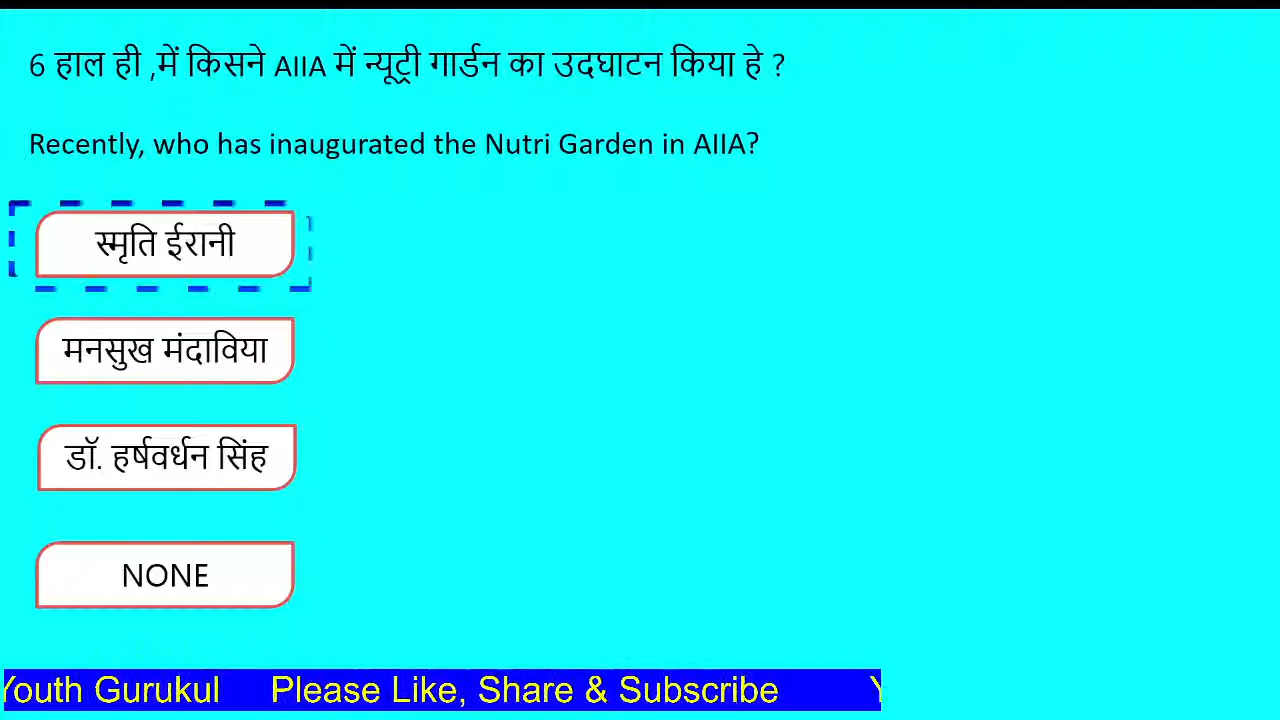 6 हाल ही ,में किसने AIIA में न्यूट्री गार्डन का उदघाटन किया हे ?
Recently, who has inaugurated the Nutri Garden in AIIA?
स्मृति ईरानी
मनसुख मंदाविया
डॉ. हर्षवर्धन सिंह
NONE
Youth Gurukul Please Like, Share & Subscribe Y